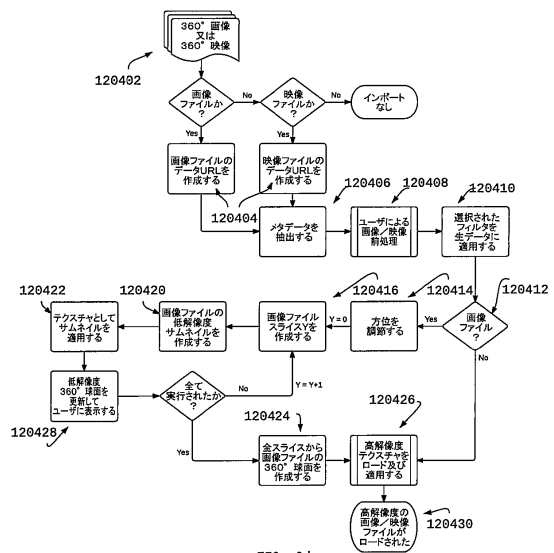 360° 画像
又は
360° 映像
120402
画像
ファイルか
?
No
映像
ファイルか
?
No
インポート
なし
Yes
Yes
画像ファイルの
データURLを
作成する
映像ファイルの
データURLを
作成する
120404
120406
120408
120410
メタデータを
抽出する
ユーザによる
画像/映像
前処理
選択された
フィルタを
生データに
適用する
120422
120420
120416
120414
120412
テクスチャとして
サムネイルを
適用する
画像ファイルの
低解像度
サムネイルを
作成する
画像ファイル
スライスYを
作成する
Y = 0
方位を
調節する
Yes
画像
ファイル
?
No
低解像度
360° 球面を
更新して
ユーザに表示する
全て
実行されたか
?
No
Y = Y+1
120428
120424
120426
Yes
全スライスから
画像ファイルの
360° 球面を
作成する
高解像度
テクスチャを
ロード及び
適用する
高解像度の
画像/映像
ファイルが
ロードされた
120430